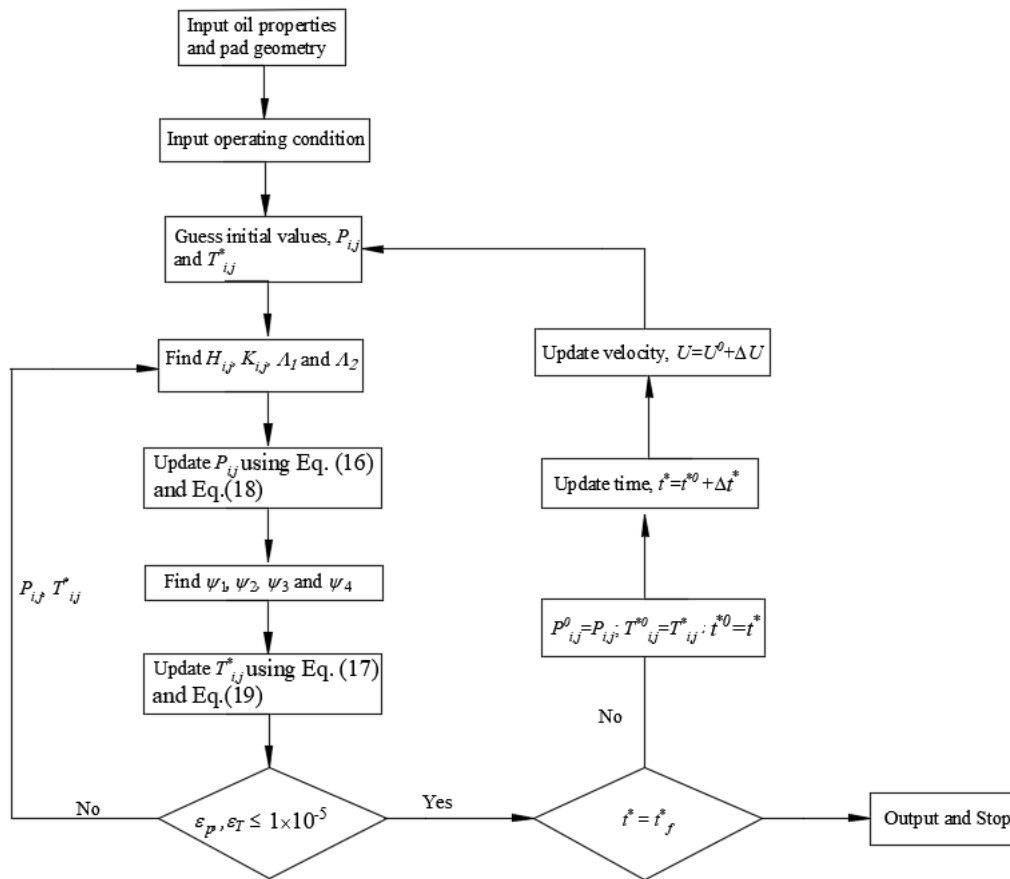 Input oil properties
and pad geometry
Input operating condition
Guess initial values, P_{i,j}
and T^*_{i,j}
Find H_{i,j}, K_{i,j}, Λ_1 and Λ_2
Update P_{i,j} using Eq. (16)
and Eq.(18)
Find ψ_1, ψ_2, ψ_3 and ψ_4
Update T^*_{i,j} using Eq. (17)
and Eq.(19)
ε_p, ε_T ≤ 1×10^{-5}
No
P_{i,j}, T^*_{i,j}
Yes
t^* = t^*_f
No
P^0_{i,j}=P_{i,j}; T^{*0}_{i,j}=T^*_{i,j}; t^{*0}=t^*
Update time, t^*=t^{*0}+Δt^*
Update velocity, U=U^0+ΔU
Output and Stop